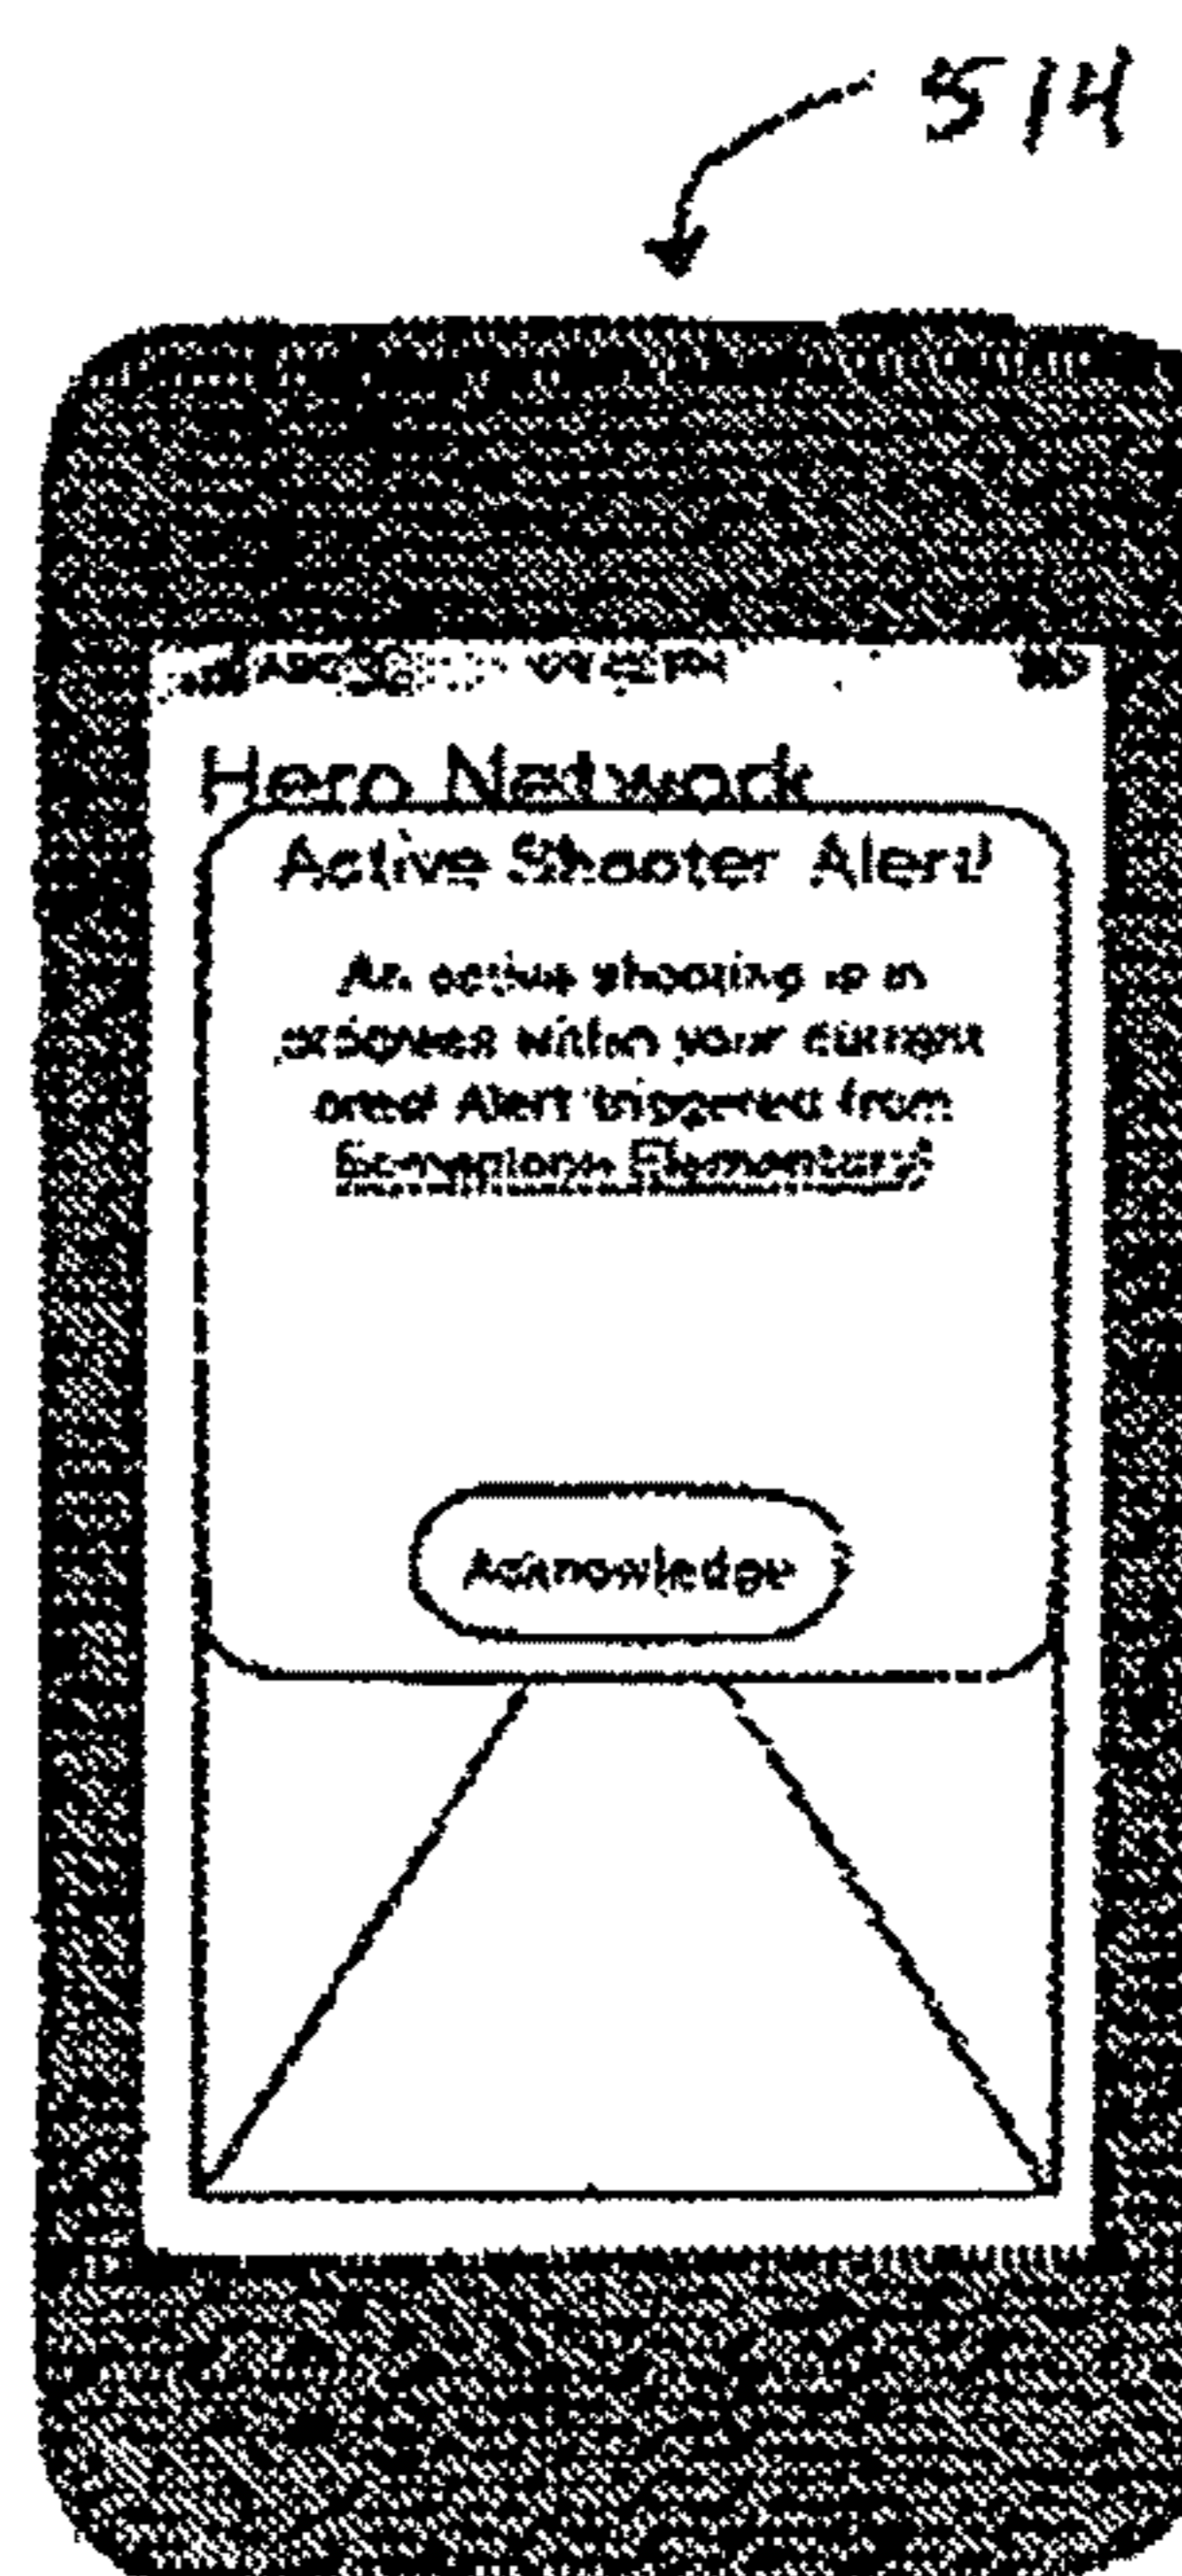 514
Hero Network
Active Shooter Alert!
An active shooting is in
progress within your current
area! Alert triggered from
Elementary!
Acknowledge